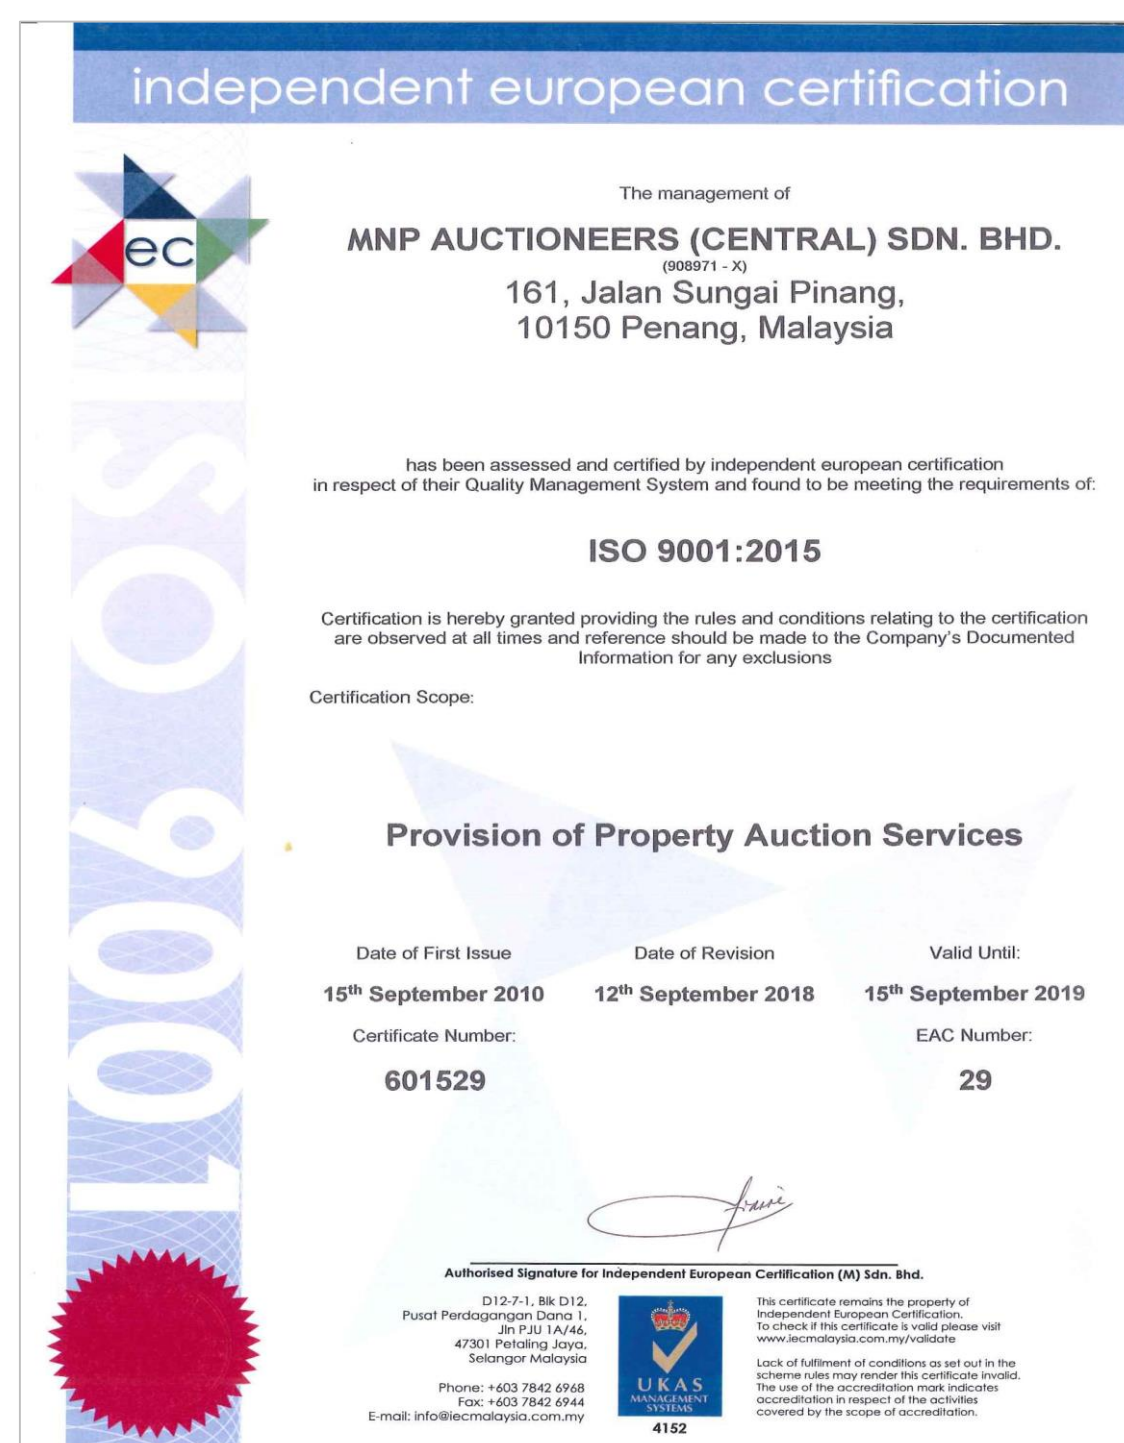 independent european certification
ec
ISO 9001
The management of
MNP AUCTIONEERS (CENTRAL) SDN. BHD.
(908971 - X)
161, Jalan Sungai Pinang,
10150 Penang, Malaysia
has been assessed and certified by independent european certification
in respect of their Quality Management System and found to be meeting the requirements of:
ISO 9001:2015
Certification is hereby granted providing the rules and conditions relating to the certification
are observed at all times and reference should be made to the Company's Documented
Information for any exclusions
Certification Scope:
Provision of Property Auction Services
Date of First Issue Date of Revision Valid Until:
15th September 2010 12th September 2018 15th September 2019
Certificate Number: EAC Number:
601529 29
Authorised Signature for Independent European Certification (M) Sdn. Bhd.
D12-7-1, Blk D12,
Pusat Perdagangan Dana 1,
Jln PJU 1A/46,
47301 Petaling Jaya,
Selangor Malaysia
Phone: +603 7842 6968
Fax: +603 7842 6944
E-mail: info@iecmalaysia.com.my
UKAS
MANAGEMENT
SYSTEMS
4152
This certificate remains the property of
Independent European Certification.
To check if this certificate is valid please visit
www.iecmalaysia.com.my/validate
Lack of fulfilment of conditions as set out in the
scheme rules may render this certificate invalid.
The use of the accreditation mark indicates
accreditation in respect of the activities
covered by the scope of accreditation.